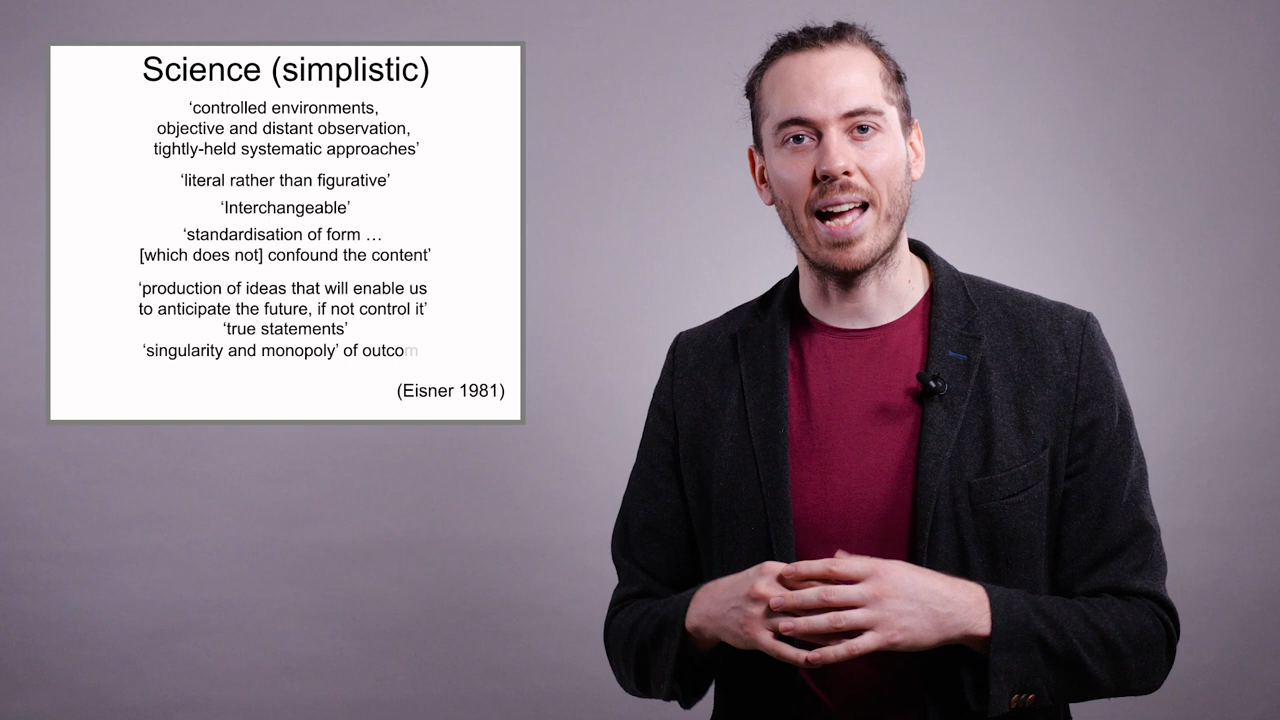 Science (simplistic)
‘controlled environments,
objective and distant observation,
tightly-held systematic approaches’
‘literal rather than figurative’
‘Interchangeable’
‘standardisation of form …
[which does not] confound the content’
‘production of ideas that will enable us
to anticipate the future, if not control it’
‘true statements’
‘singularity and monopoly’ of outcom
(Eisner 1981)